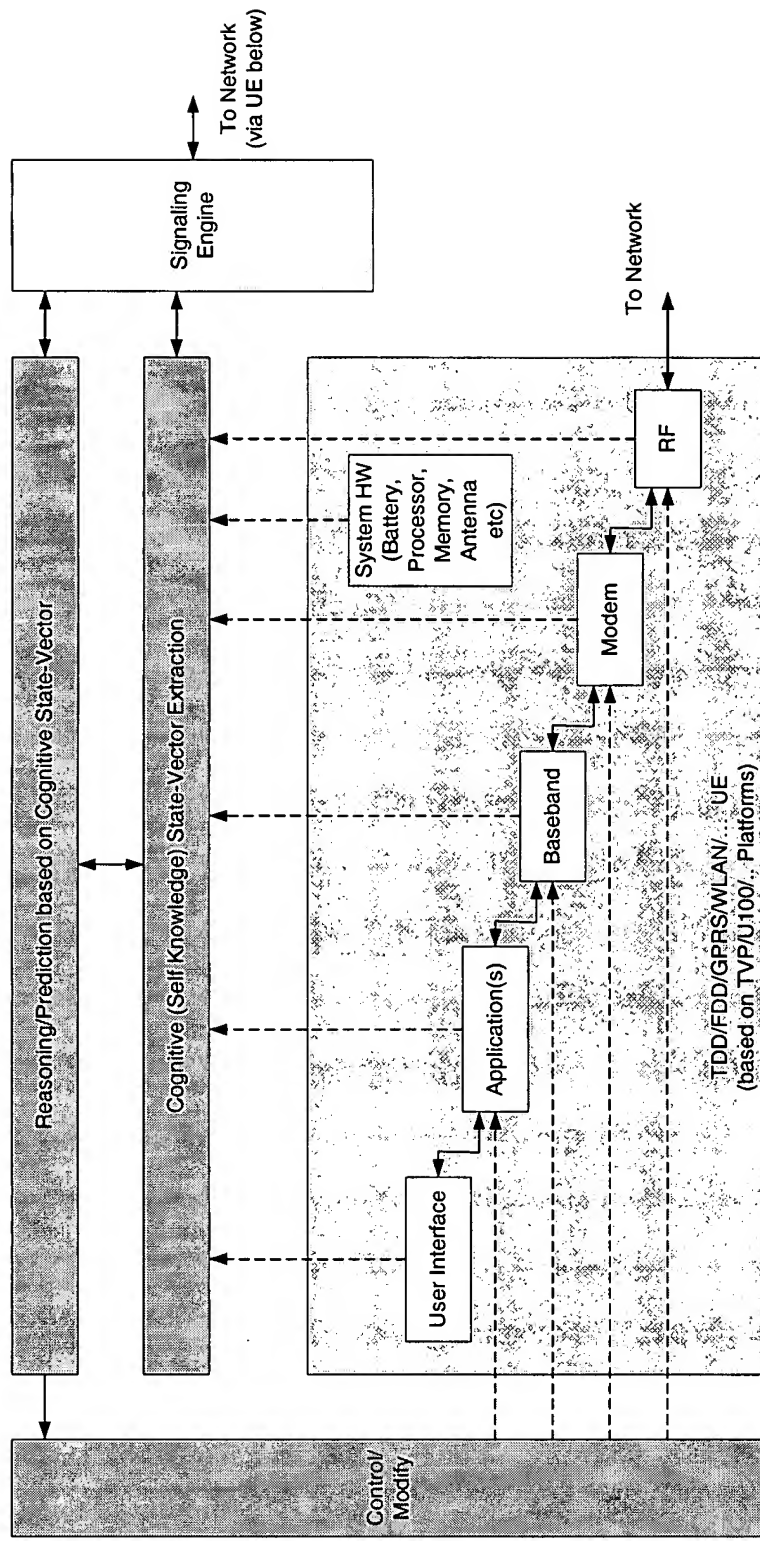 Reasoning/Prediction based on Cognitive State-Vector
Signaling
Engine
To Network
(via UE below)
Cognitive (Self Knowledge) State-Vector Extraction
Control/
Modify
User Interface
Application(s)
Baseband
Modem
System HW
(Battery,
Processor,
Memory,
Antenna
etc)
RF
To Network
TDD/FDD/GPRS/WLAN/.... UE
(based on TVP/U100/.. Platforms)